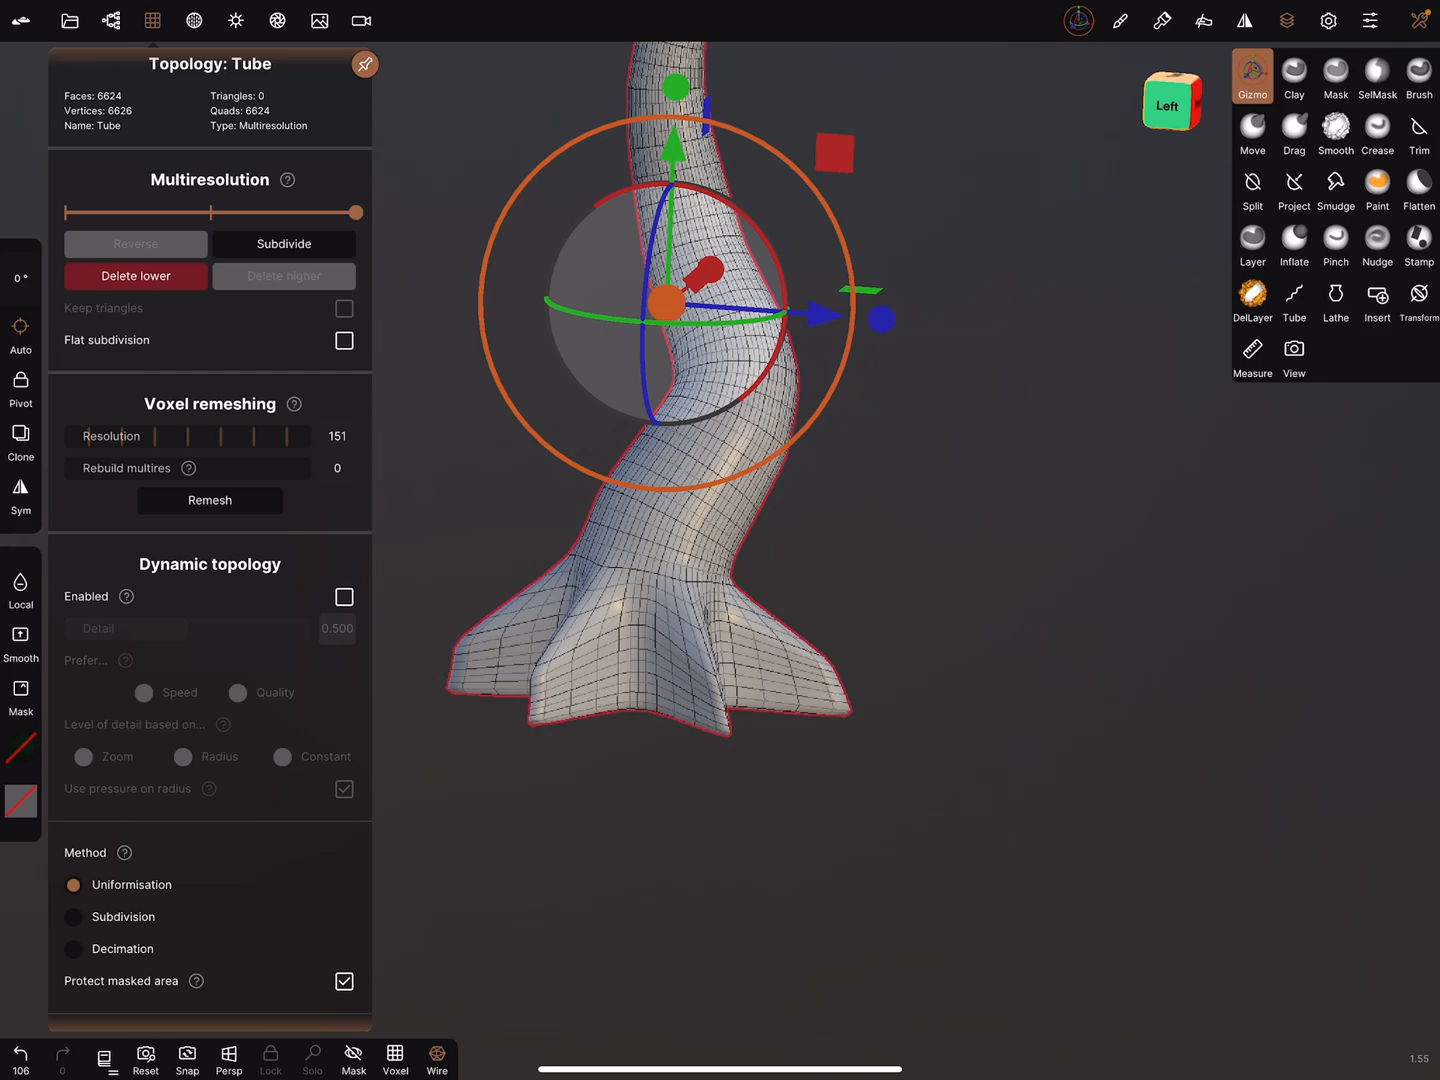 Topology: Tube
Faces: 6624
Triangles: 0
Vertices: 6626
Quads: 6624
Name: Tube
Type: Multiresolution
Multiresolution ?
Reverse
Subdivide
Delete lower
Delete higher
Keep triangles
Flat subdivision
Voxel remeshing ?
Resolution 151
Rebuild multires ? 0
Remesh
Dynamic topology
Enabled ?
Detail 0.500
Prefer... ?
Speed
Quality
Level of detail based on... ?
Zoom
Radius
Constant
Use pressure on radius ?
Method ?
Uniformisation
Subdivision
Decimation
Protect masked area ?
0 °
Auto
Pivot
Clone
Sym
Local
Smooth
Mask
106
0
Reset
Snap
Persp
Lock
Solo
Mask
Voxel
Wire
Left
Gizmo
Clay
Mask
SelMask
Brush
Move
Drag
Smooth
Crease
Trim
Split
Project
Smudge
Paint
Flatten
Layer
Inflate
Pinch
Nudge
Stamp
DelLayer
Tube
Lathe
Insert
Transform
Measure
View
1.55